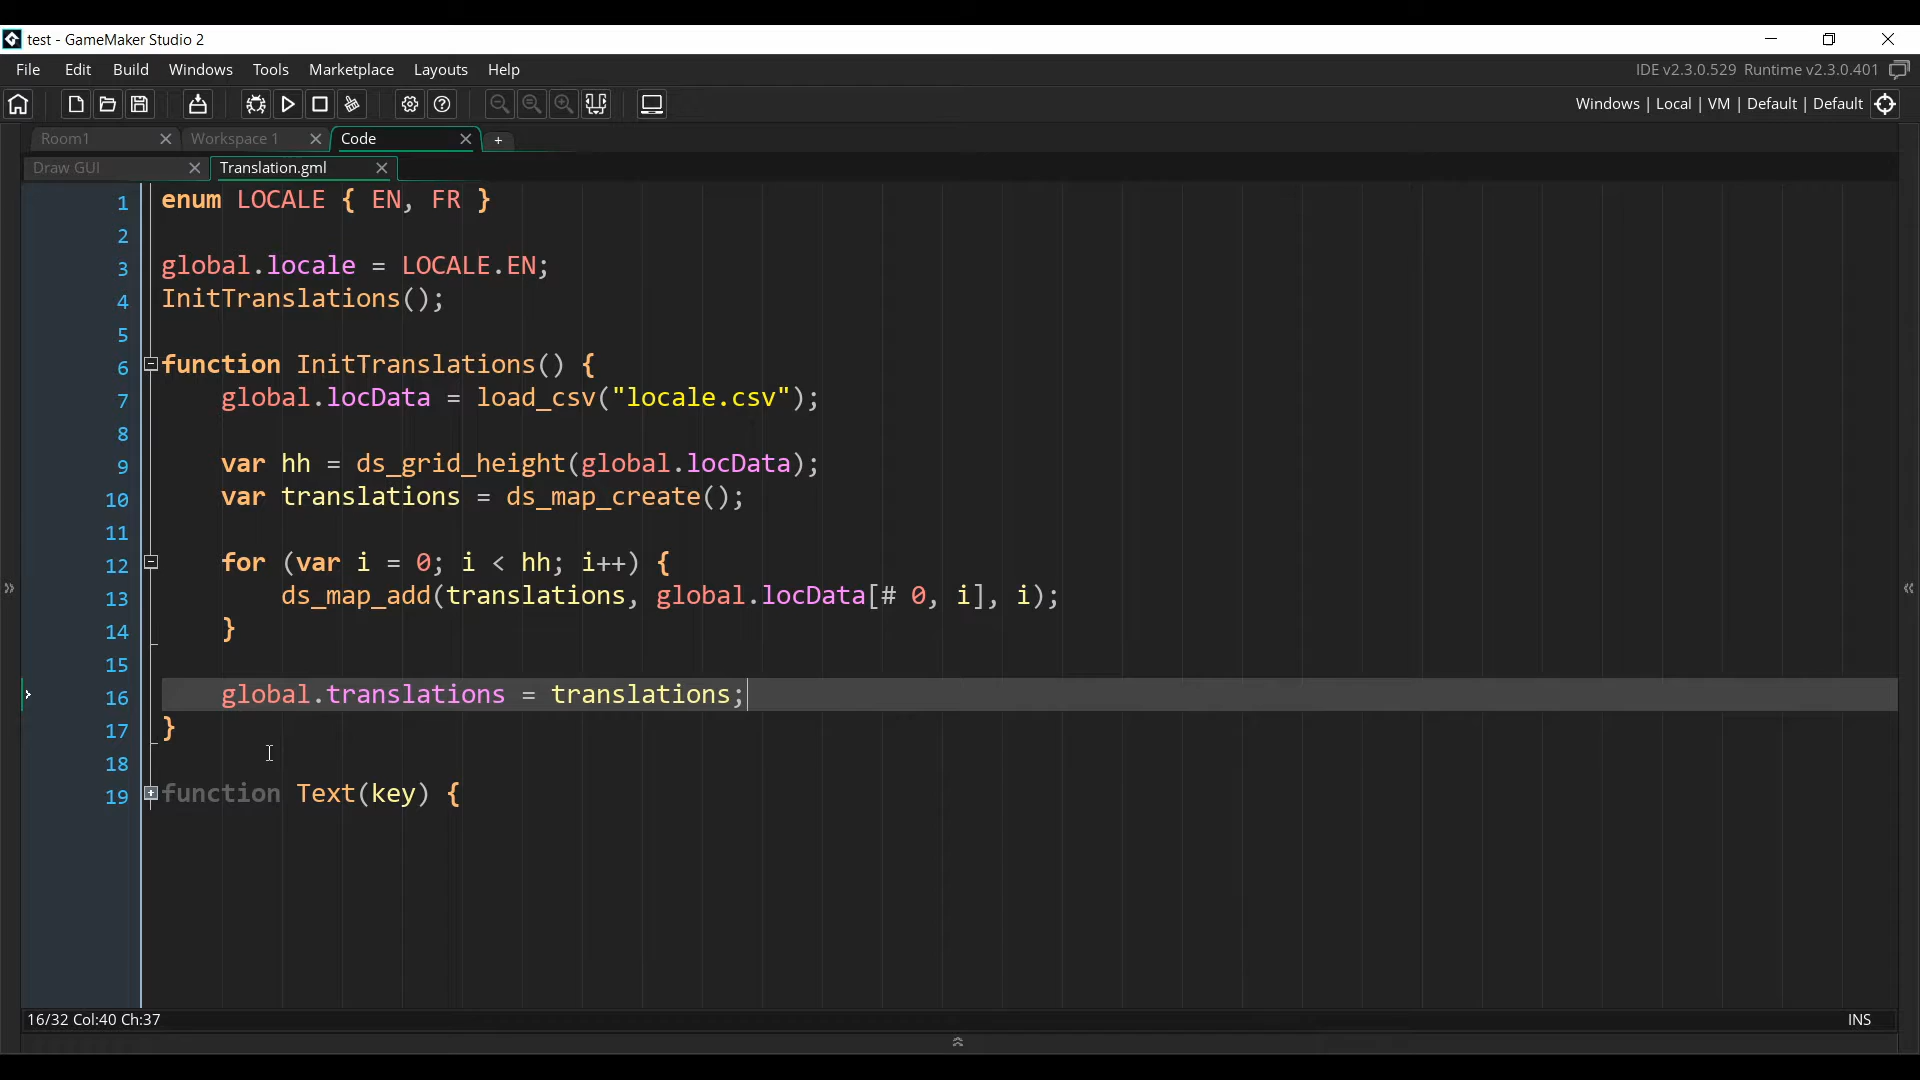 test - GameMaker Studio 2
File Edit Build Windows Tools Marketplace Layouts Help
IDE v2.3.0.529 Runtime v2.3.0.401
Windows | Local | VM | Default | Default
Room1 Workspace 1 Code
Draw GUI Translation.gml
1 enum LOCALE { EN, FR }
2
3 global.locale = LOCALE.EN;
4 InitTranslations();
5
6 function InitTranslations() {
7 global.locData = load_csv("locale.csv");
8
9 var hh = ds_grid_height(global.locData);
10 var translations = ds_map_create();
11
12 for (var i = 0; i < hh; i++) {
13 ds_map_add(translations, global.locData[# 0, i], i);
14 }
15
16 global.translations = translations;
17 }
18
19 function Text(key) {
16/32 Col:40 Ch:37
INS